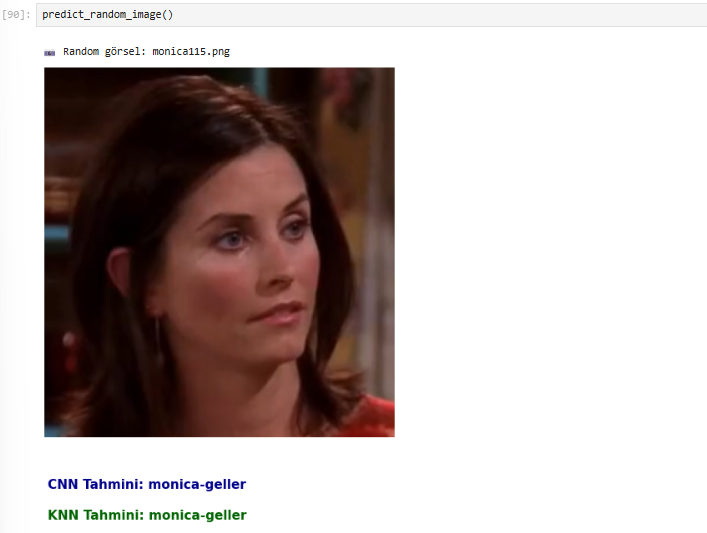 [90]: predict_random_image()
📷 Random görsel: monica115.png
CNN Tahmini: monica-geller
KNN Tahmini: monica-geller